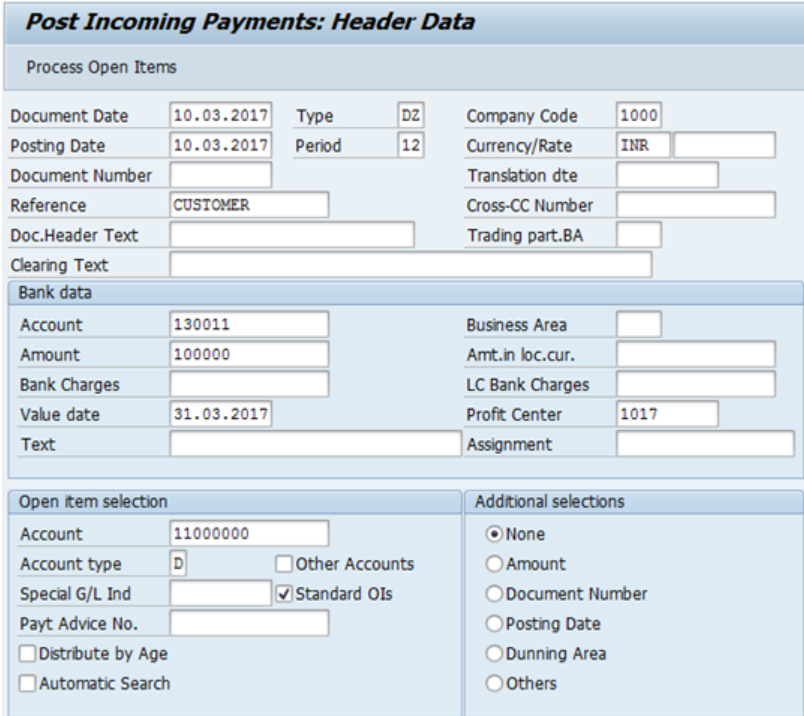 Post Incoming Payments: Header Data
Process Open Items
Document Date 10.03.2017 Type DZ Company Code 1000
Posting Date 10.03.2017 Period 12 Currency/Rate INR
Document Number Translation dte
Reference CUSTOMER Cross-CC Number
Doc.Header Text Trading part.BA
Clearing Text
Bank data
Account 130011 Business Area
Amount 100000 Amt.in loc.cur.
Bank Charges LC Bank Charges
Value date 31.03.2017 Profit Center 1017
Text Assignment
Open item selection Additional selections
Account 11000000 None
Account type D Other Accounts Amount
Special G/L Ind Standard OIs Document Number
Payt Advice No. Posting Date
Distribute by Age Dunning Area
Automatic Search Others